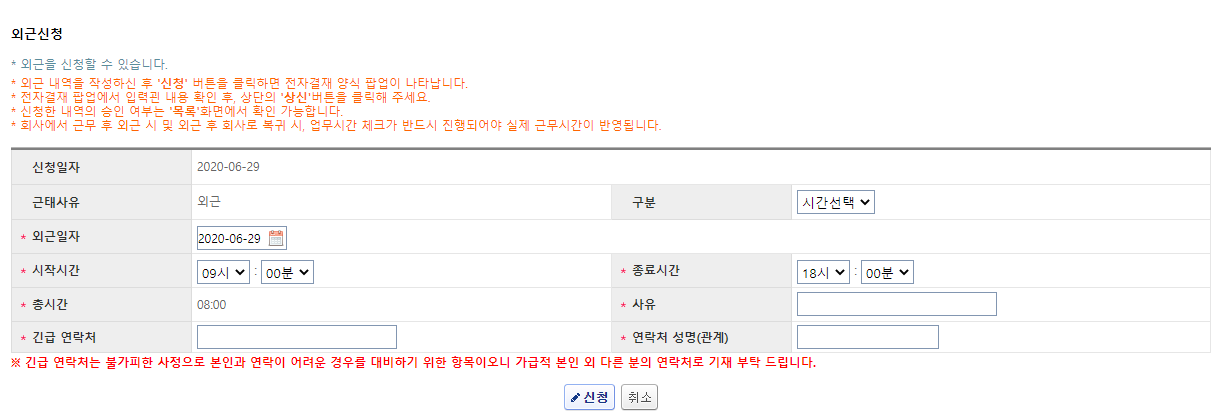 외근신청
* 외근을 신청할 수 있습니다.
* 외근 내역을 작성하신 후 '신청' 버튼을 클릭하면 전자결재 양식 팝업이 나타납니다.
* 전자결재 팝업에서 입력된 내용 확인 후, 상단의 '상신'버튼을 클릭해 주세요.
* 신청한 내역의 승인 여부는 '목록'화면에서 확인 가능합니다.
* 회사에서 근무 후 외근 시 및 외근 후 회사로 복귀 시, 업무시간 체크가 반드시 진행되어야 실제 근무시간이 반영됩니다.
신청일자 2020-06-29
근태사유 외근 구분 시간선택
* 외근일자 2020-06-29
* 시작시간 09시 : 00분 * 종료시간 18시 : 00분
* 총시간 08:00 * 사유
* 긴급 연락처 * 연락처 성명(관계)
※ 긴급 연락처는 불가피한 사정으로 본인과 연락이 어려운 경우를 대비하기 위한 항목이오니 가급적 본인 외 다른 분의 연락처로 기재 부탁 드립니다.
신청 취소